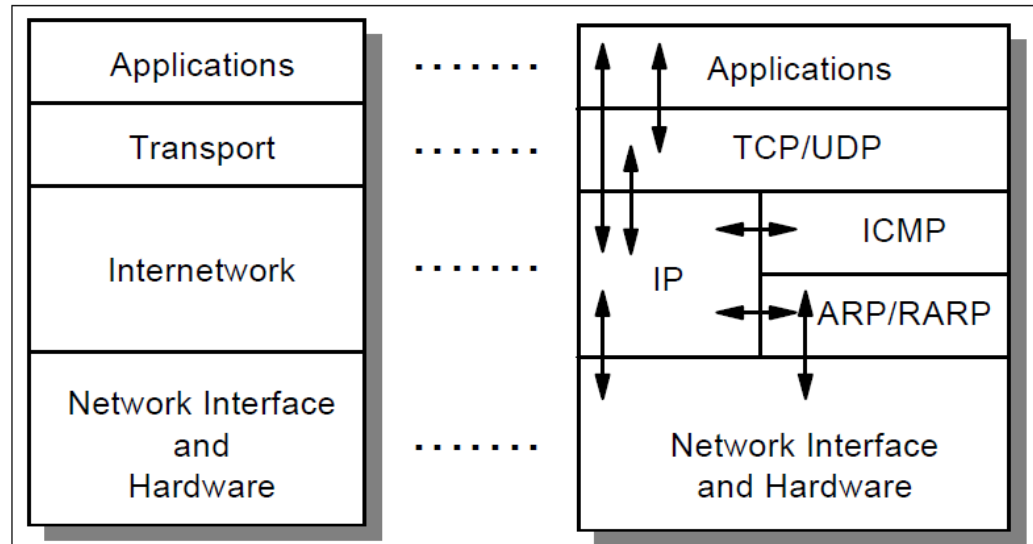 Applications
Transport
Internetwork
Network Interface
and
Hardware
Applications
TCP/UDP
ICMP
IP
ARP/RARP
Network Interface
and Hardware